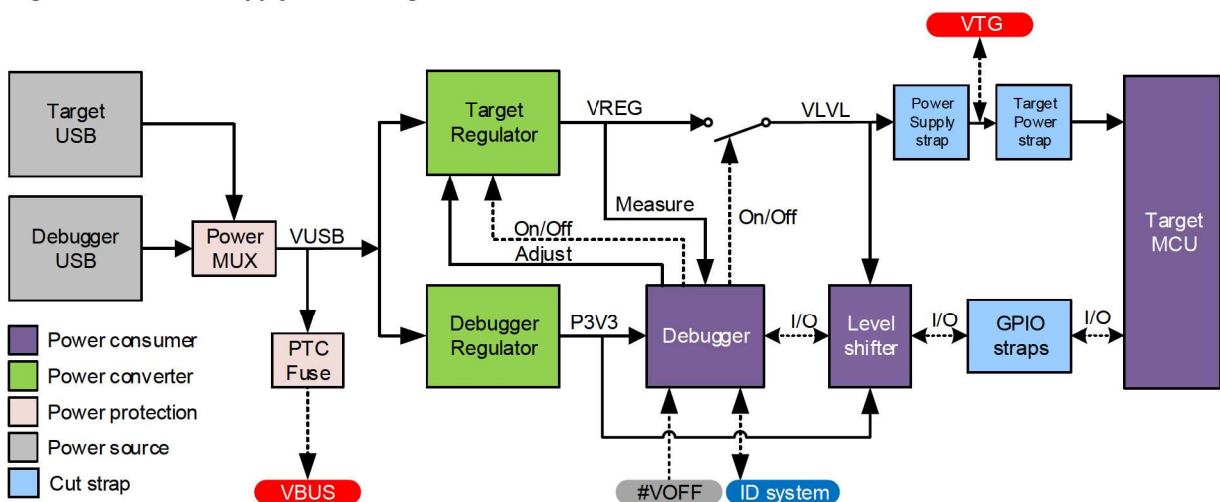 VTG
Target
USB
Target
Regulator
VREG
VLVL
Power
Supply
strap
Target
Power
strap
Target
MCU
Debugger
USB
Power
MUX
VUSB
Measure
On/Off
On/Off
Adjust
Debugger
Regulator
P3V3
Debugger
I/O
Level
shifter
I/O
GPIO
straps
I/O
PTC
Fuse
Power consumer
Power converter
Power protection
Power source
Cut strap
VBUS
#VOFF
ID system